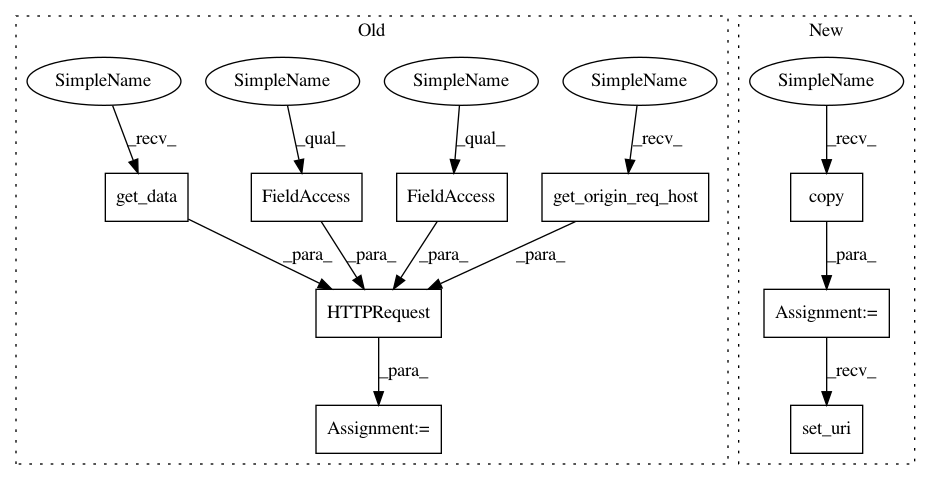 Old
New
SimpleName
SimpleName
SimpleName
SimpleName
SimpleName
_recv_
_qual_
_qual_
_recv_
_recv_
get_data
FieldAccess
FieldAccess
get_origin_req_host
copy
_para_
_para_
_para_
_para_
_para_
HTTPRequest
Assignment:=
_para_
_recv_
Assignment:=
set_uri